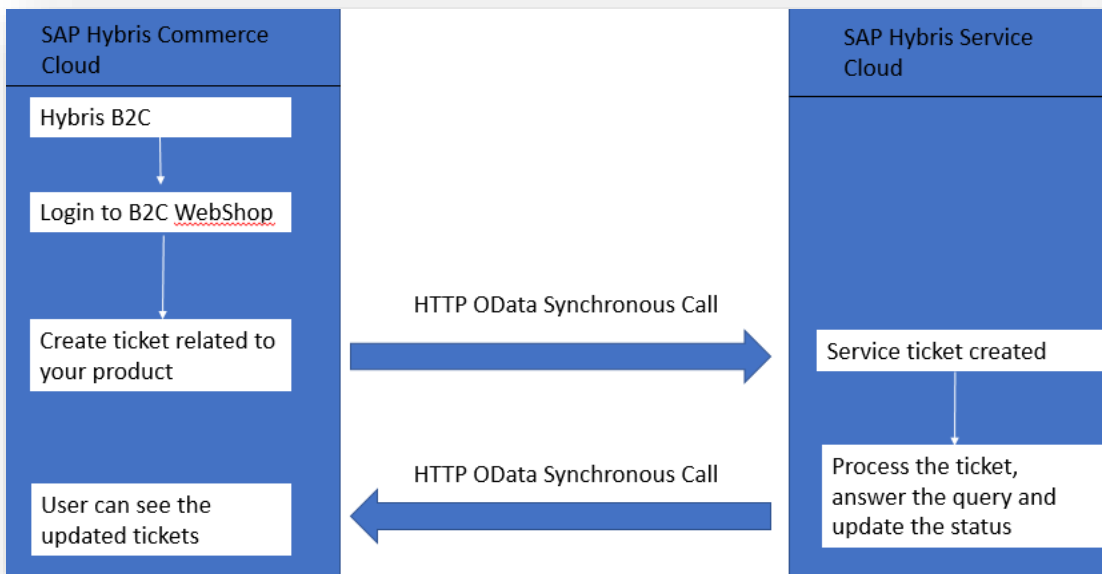 SAP Hybris Commerce
Cloud
Hybris B2C
Login to B2C WebShop
Create ticket related to
your product
User can see the
updated tickets
HTTP OData Synchronous Call
HTTP OData Synchronous Call
SAP Hybris Service
Cloud
Service ticket created
Process the ticket,
answer the query and
update the status